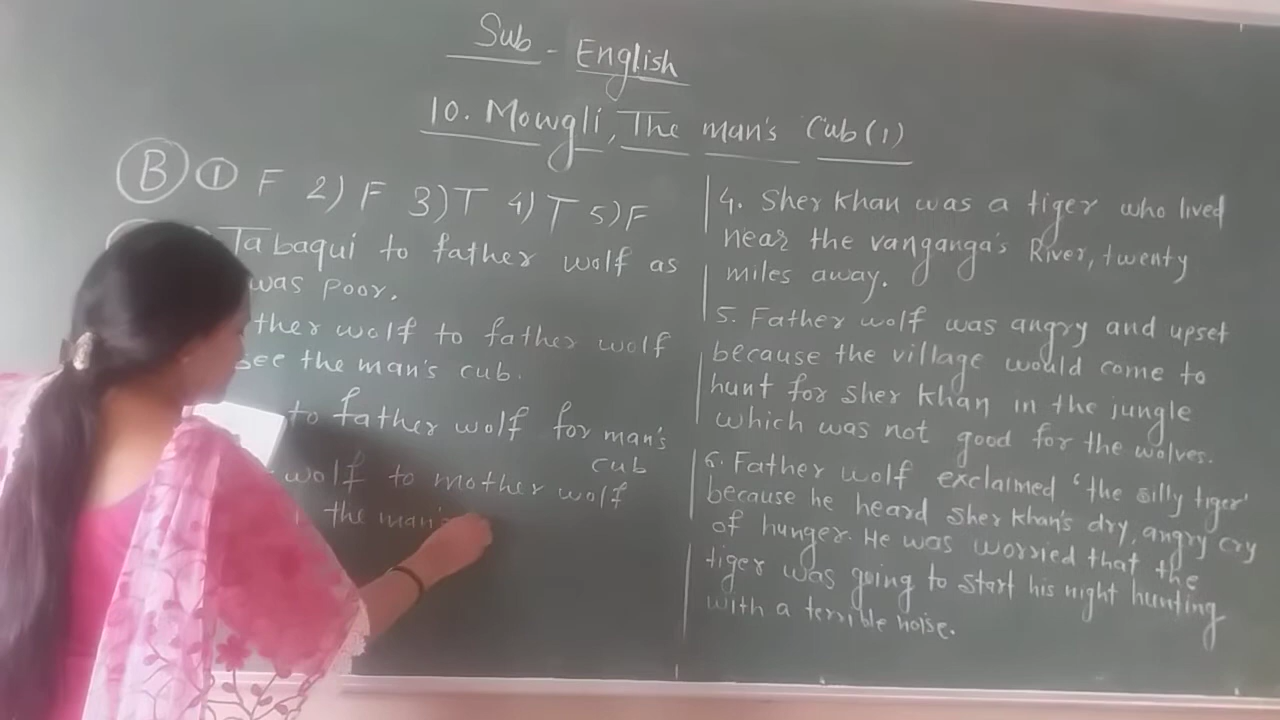 Sub - English
10. Mowgli, The man's Cub (1)
B 1 F 2) F 3) T 4) T 5) F
Tabaqui to father wolf as
was poor.
ther wolf to father wolf
see the man's cub.
to father wolf for man's
cub
wolf to mother wolf
the man's
4. Sher Khan was a tiger who lived
near the vanganga's River, twenty
miles away.
5. Father wolf was angry and upset
because the village would come to
hunt for Sher Khan in the jungle
which was not good for the wolves.
6. Father wolf exclaimed 'the silly tiger'
because he heard Sher Khan's dry, angry cry
of hunger. He was worried that the
tiger was going to start his night hunting
with a terrible noise.